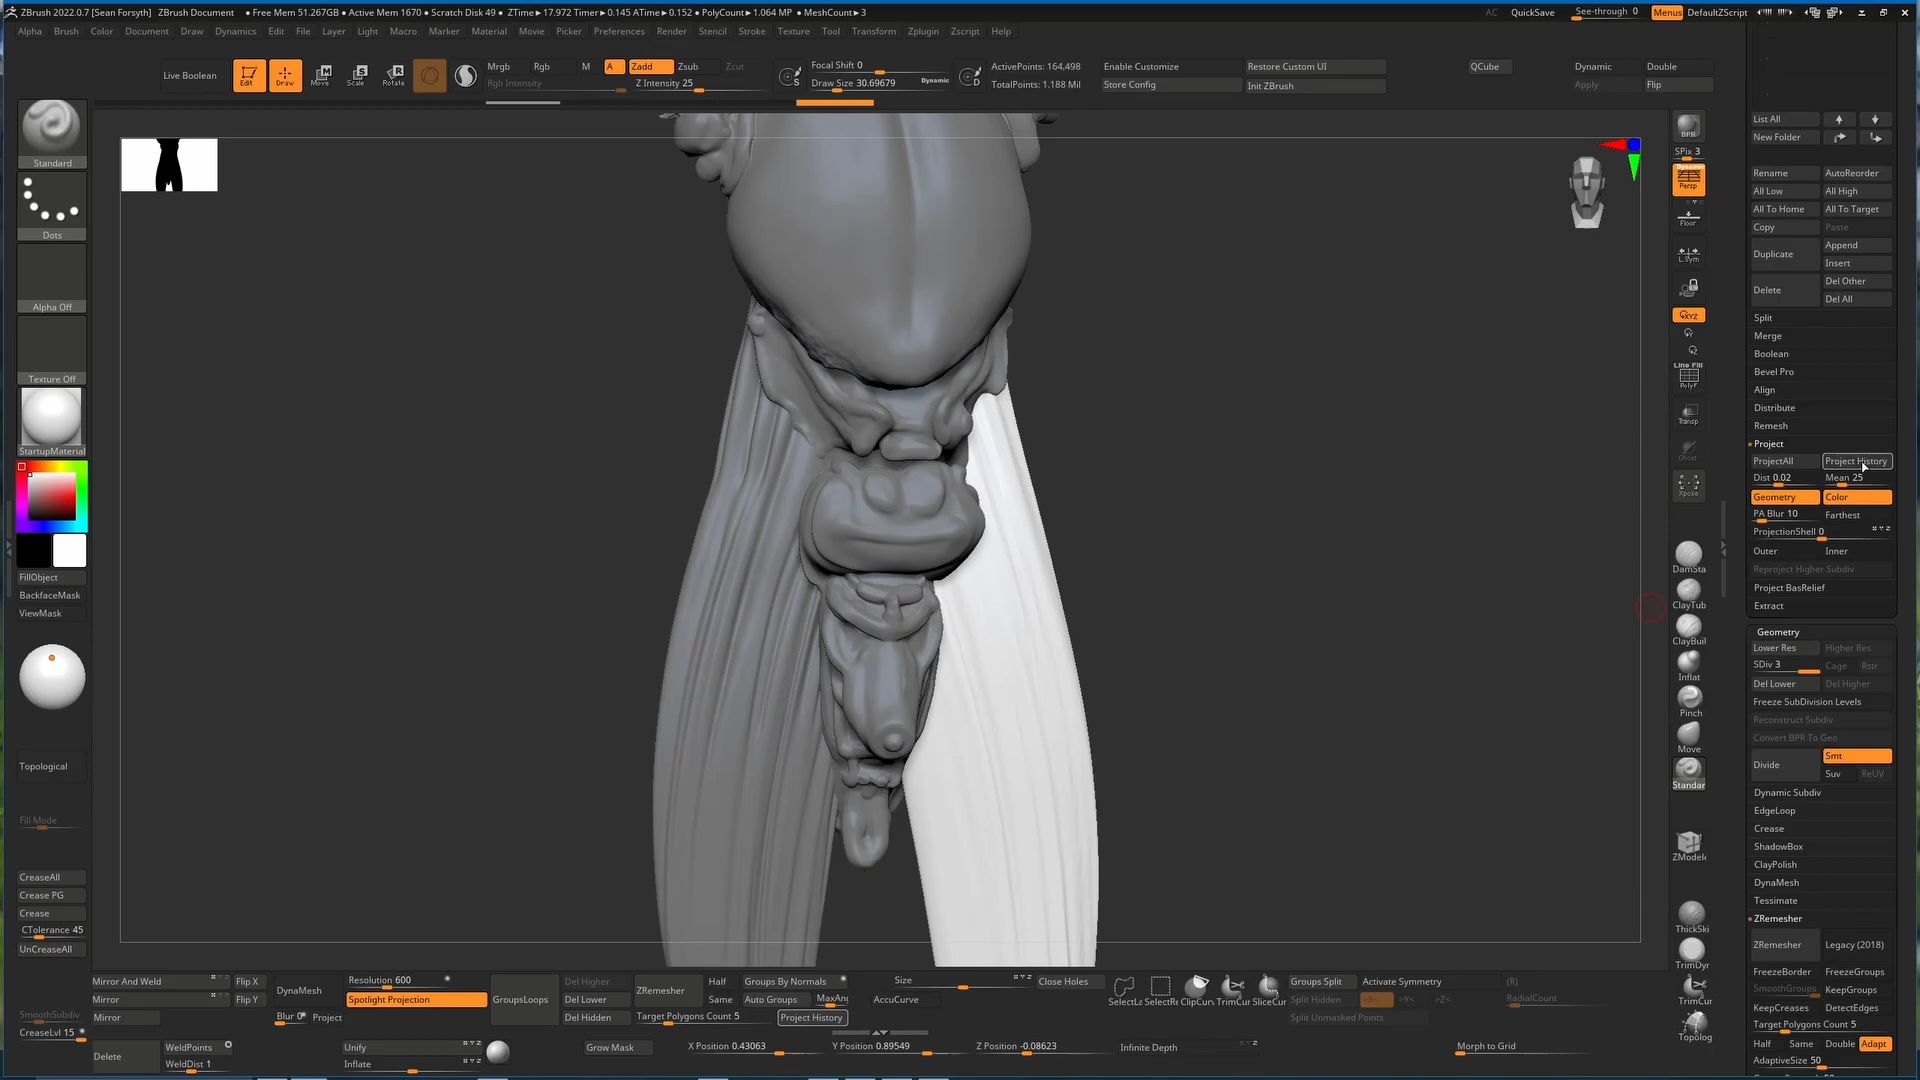 ZBrush 2022.0.7 [Sean Forsyth]   ZBrush Document   • Free Mem 51.267GB • Active Mem 1670 • Scratch Disk 49 • ZTime►17.972 Timer►0.145 ATime►0.152 • PolyCount►1.064 MP • MeshCount►3
AC QuickSave See-through 0 Menus DefaultZScript
Alpha Brush Color Document Draw Dynamics Edit File Layer Light Macro Marker Material Movie Picker Preferences Render Stencil Stroke Texture Tool Transform Zplugin Zscript Help
Live Boolean Edit Draw Move Scale Rotate
Mrgb Rgb M A Zadd Zsub Zcut
Rgb Intensity Z Intensity 25
Focal Shift 0
Draw Size 30.69679 Dynamic
ActivePoints: 164,498
TotalPoints: 1.188 Mil
Enable Customize Restore Custom UI
Store Config Init ZBrush
QCube Dynamic Double
Apply Flip
Standard
Dots
Alpha Off
Texture Off
StartupMaterial
FillObject
BackfaceMask
ViewMask
Topological
Fill Mode
CreaseAll
Crease PG
Crease
CTolerance 45
UnCreaseAll
SmoothSubdiv
CreaseLvl 15
BPR
SPix 3
Dynamic
Persp
Floor
L.Sym
XYZ
Line Fill
PolyF
Transp
Ghost
Xpose
DamSta
ClayTub
ClayBuil
Inflat
Pinch
Move
Standar
ZModele
ThickSki
TrimDyr
TrimCur
Topolog
List All
New Folder
Rename AutoReorder
All Low All High
All To Home All To Target
Copy Paste
Duplicate Append
Insert
Delete Del Other
Del All
Split
Merge
Boolean
Bevel Pro
Align
Distribute
Remesh
Project
ProjectAll Project History
Dist 0.02 Mean 25
Geometry Color
PA Blur 10 Farthest
ProjectionShell 0
Outer Inner
Reproject Higher Subdiv
Project BasRelief
Extract
Geometry
Lower Res Higher Res
SDiv 3 Cage Rstr
Del Lower Del Higher
Freeze SubDivision Levels
Reconstruct Subdiv
Convert BPR To Geo
Divide Smt
Suv ReUV
Dynamic Subdiv
EdgeLoop
Crease
ShadowBox
ClayPolish
DynaMesh
Tessimate
ZRemesher
ZRemesher Legacy (2018)
FreezeBorder FreezeGroups
SmoothGroups KeepGroups
KeepCreases DetectEdges
Target Polygons Count 5
Half Same Double Adapt
AdaptiveSize 50
Mirror And Weld Flip X
Mirror Flip Y
Mirror
DynaMesh Resolution 600
Spotlight Projection
Blur 0 Project
GroupsLoops
Del Higher
Del Lower
Del Hidden
ZRemesher Half Groups By Normals
Same Auto Groups MaxAn
Target Polygons Count 5 Project History
Size Close Holes
AccuCurve
SelectLa SelectRe ClipCurv TrimCur SliceCur
Groups Split Activate Symmetry (R)
Split Hidden >X< >Y< >Z< RadialCount
Split Unmasked Points
Delete WeldPoints
WeldDist 1
Unify
Inflate
Grow Mask X Position 0.43063 Y Position 0.89549 Z Position -0.08623 Infinite Depth Morph to Grid